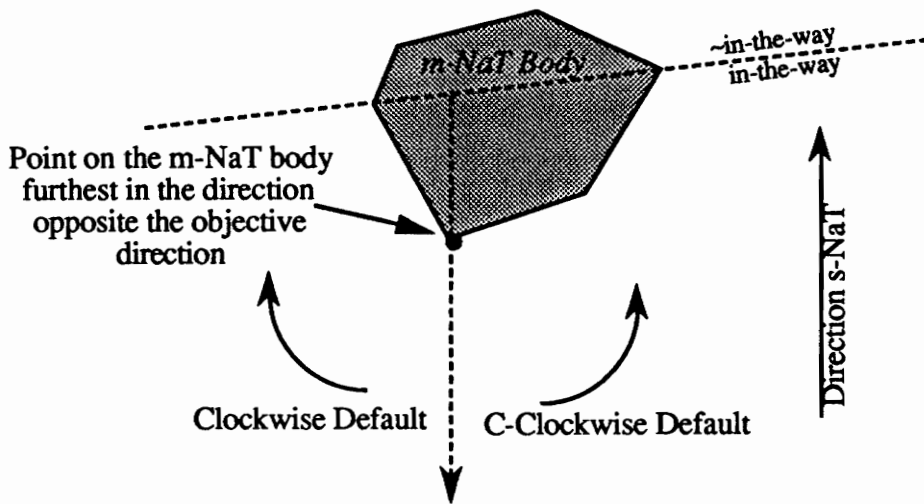 ~in-the-way
in-the-way
m-NaT Body
Point on the m-NaT body
furthest in the direction
opposite the objective
direction
Direction s-NaT
Clockwise Default
C-Clockwise Default